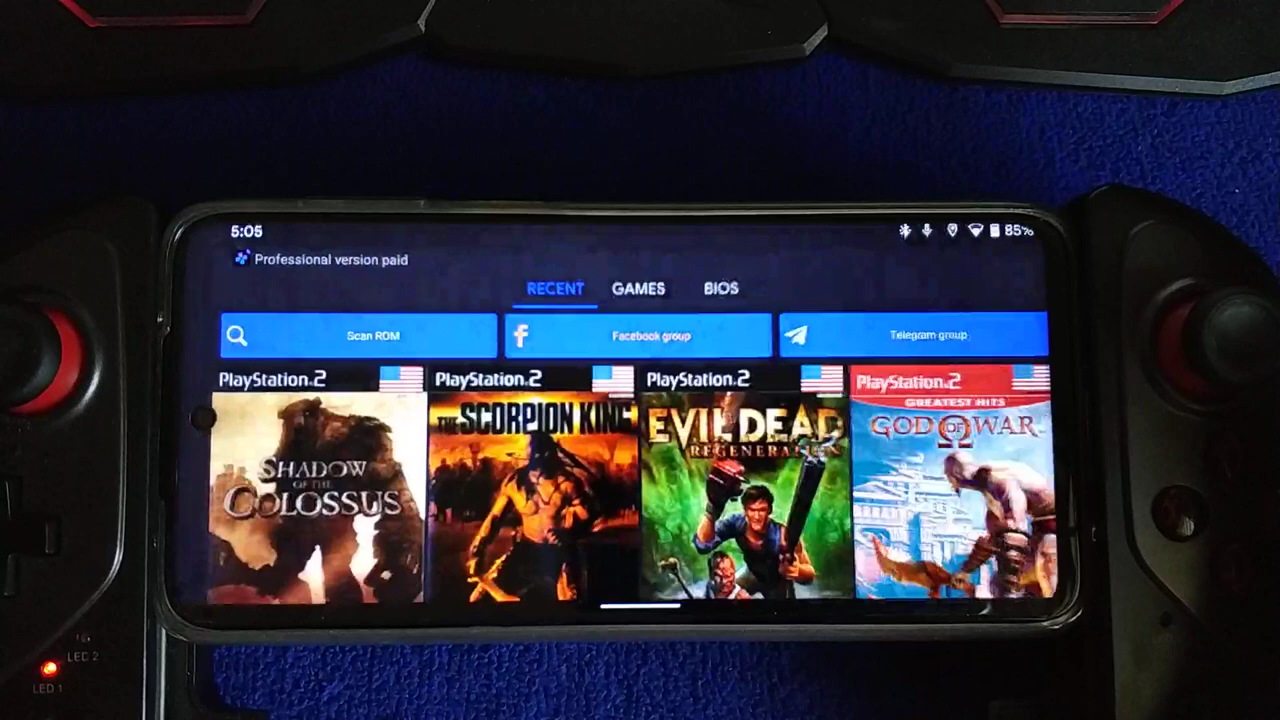 5:05
85%
Professional version paid
RECENT
GAMES
BIOS
Scan ROM
Facebook group
Telegram group
PlayStation.2
PlayStation.2
PlayStation.2
PlayStation.2
SHADOW
OF THE
COLOSSUS
THE SCORPION KING
EVIL DEAD
REGENERATION
GREATEST HITS
GOD OF WAR
LED 2
LED 1